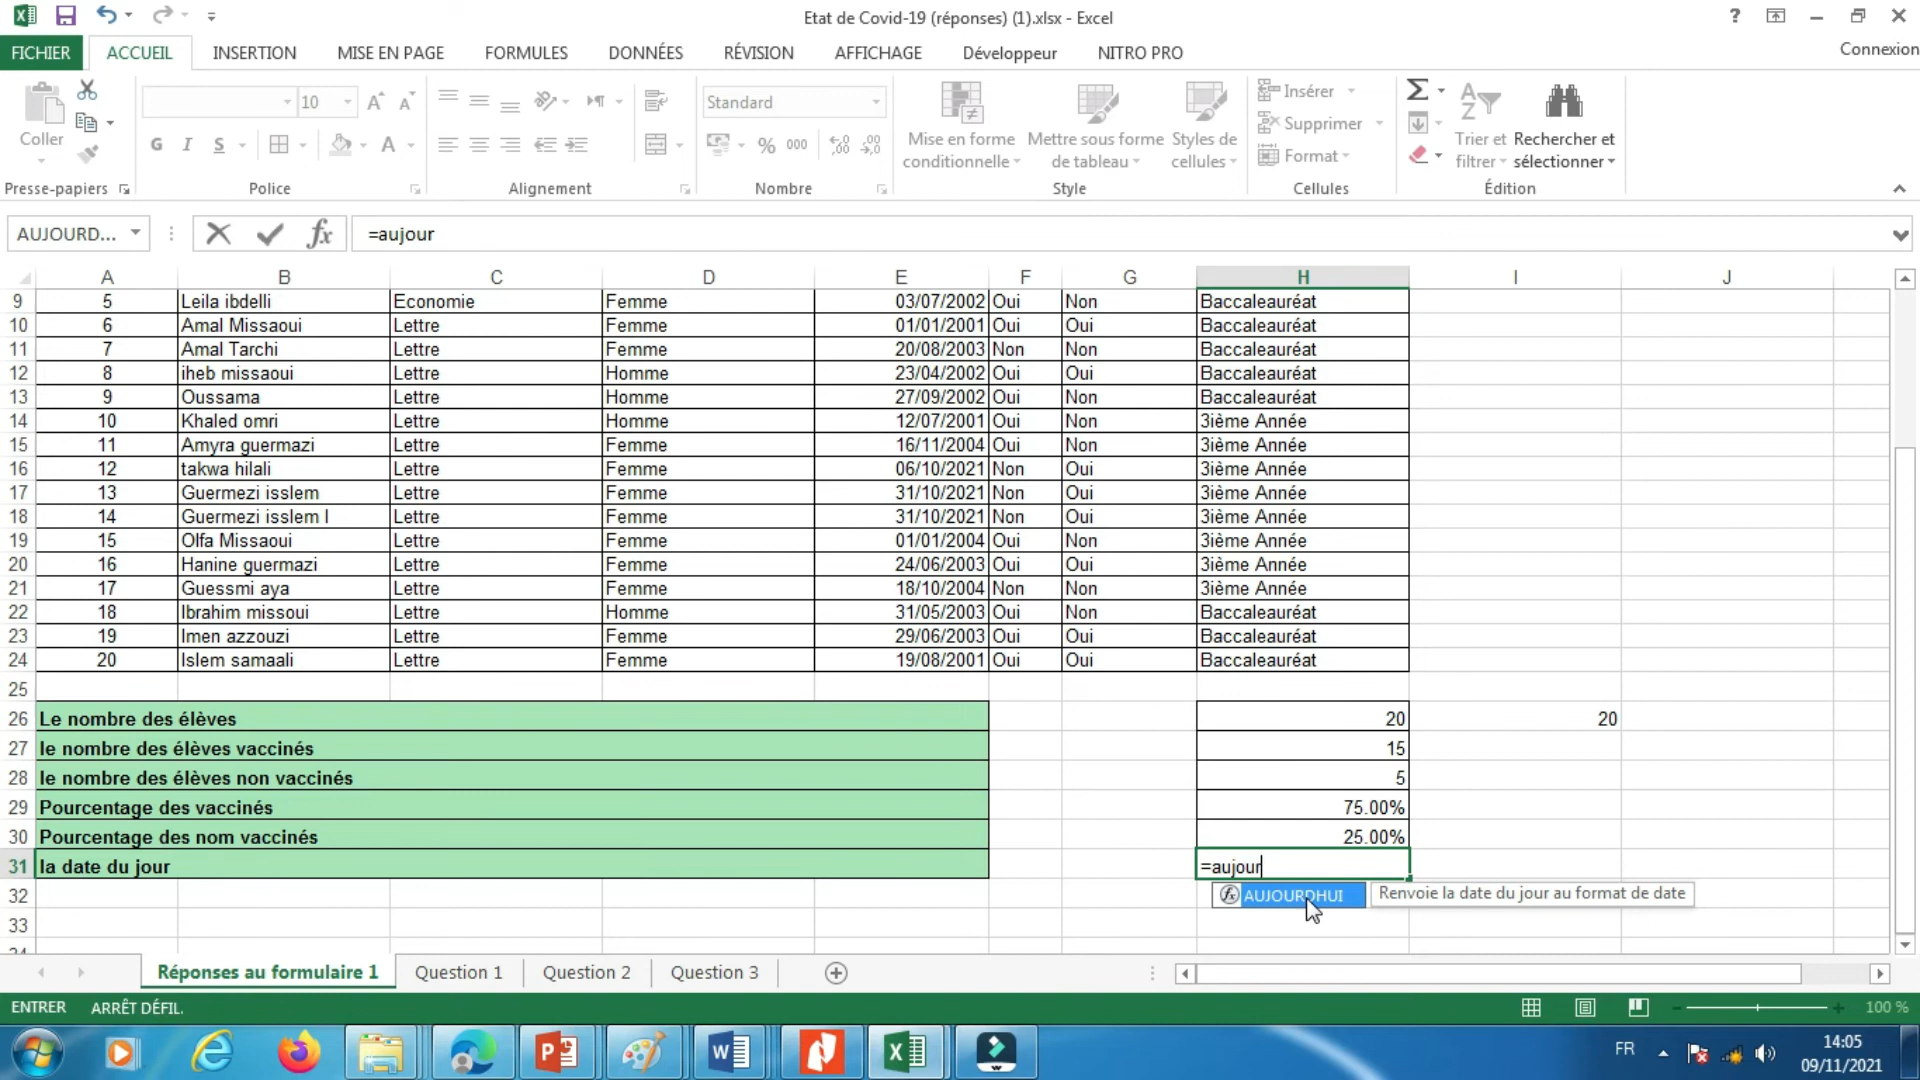 Etat de Covid-19 (réponses) (1).xlsx - Excel
?
FICHIER ACCUEIL INSERTION MISE EN PAGE FORMULES DONNÉES RÉVISION AFFICHAGE Développeur NITRO PRO Connexion
Coller
Presse-papiers
10
G I S
Police
Alignement
Standard
% 000
Nombre
Mise en forme conditionnelle
Mettre sous forme de tableau
Styles de cellules
Style
Insérer
Supprimer
Format
Cellules
Trier et filtrer
Rechercher et sélectionner
Édition
AUJOURD... fx =aujour
A B C D E F G H I J
9 5 Leila ibdelli Economie Femme 03/07/2002 Oui Non Baccaleauréat
10 6 Amal Missaoui Lettre Femme 01/01/2001 Oui Oui Baccaleauréat
11 7 Amal Tarchi Lettre Femme 20/08/2003 Non Non Baccaleauréat
12 8 iheb missaoui Lettre Homme 23/04/2002 Oui Oui Baccaleauréat
13 9 Oussama Lettre Homme 27/09/2002 Oui Non Baccaleauréat
14 10 Khaled omri Lettre Homme 12/07/2001 Oui Non 3ième Année
15 11 Amyra guermazi Lettre Femme 16/11/2004 Oui Non 3ième Année
16 12 takwa hilali Lettre Femme 06/10/2021 Non Oui 3ième Année
17 13 Guermezi isslem Lettre Femme 31/10/2021 Non Oui 3ième Année
18 14 Guermezi isslem I Lettre Femme 31/10/2021 Non Oui 3ième Année
19 15 Olfa Missaoui Lettre Femme 01/01/2004 Oui Non 3ième Année
20 16 Hanine guermazi Lettre Femme 24/06/2003 Oui Oui 3ième Année
21 17 Guessmi aya Lettre Femme 18/10/2004 Non Non 3ième Année
22 18 Ibrahim missoui Lettre Homme 31/05/2003 Oui Non Baccaleauréat
23 19 Imen azzouzi Lettre Femme 29/06/2003 Oui Oui Baccaleauréat
24 20 Islem samaali Lettre Femme 19/08/2001 Oui Oui Baccaleauréat
25
26 Le nombre des élèves 20 20
27 le nombre des élèves vaccinés 15
28 le nombre des élèves non vaccinés 5
29 Pourcentage des vaccinés 75.00%
30 Pourcentage des nom vaccinés 25.00%
31 la date du jour =aujour
32 AUJOURDHUI Renvoie la date du jour au format de date
33
Réponses au formulaire 1 Question 1 Question 2 Question 3
ENTRER ARRÊT DÉFIL. 100 %
FR 14:05
09/11/2021